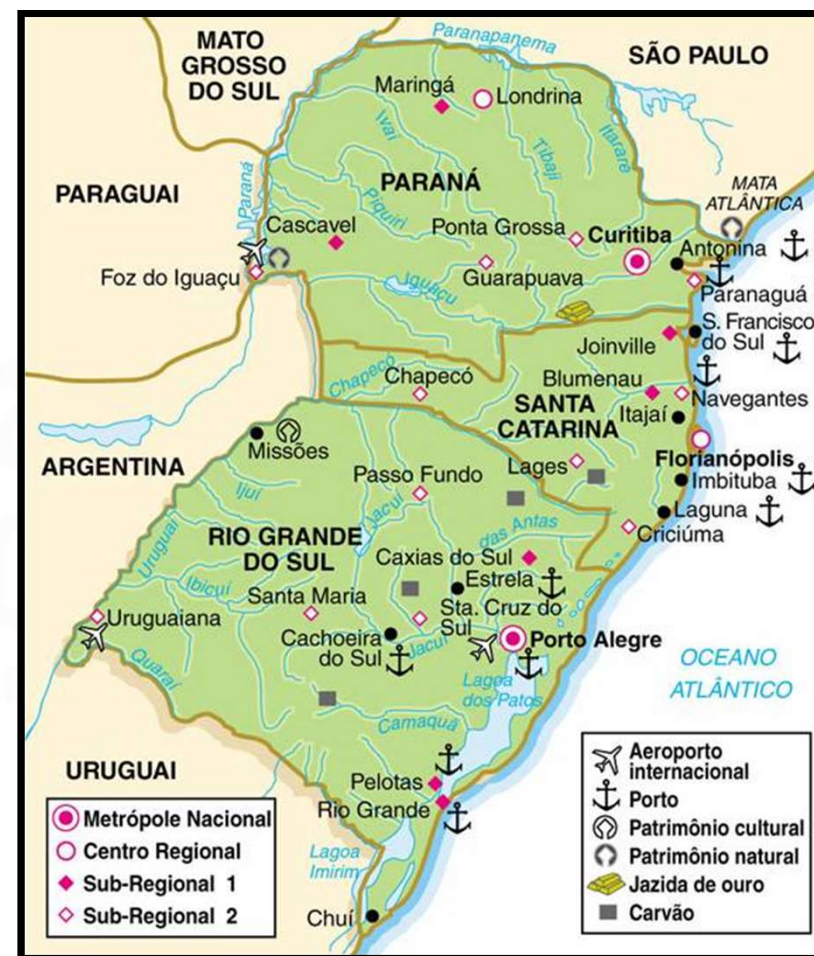 MATO
GROSSO
DO SUL
Paranapanema
SÃO PAULO
Maringá
Londrina
Ivaí
Tibaji
Itararé
PARAGUAI
Paraná
PARANÁ
MATA
ATLÂNTICA
Piquiri
Cascavel
Ponta Grossa
Curitiba
Antonina
Foz do Iguaçu
Iguaçu
Guarapuava
Paranaguá
S. Francisco
do Sul
Joinville
Chapecó
Chapecó
Blumenau
Navegantes
SANTA
CATARINA
Itajaí
ARGENTINA
Missões
Florianópolis
Lages
Imbituba
Passo Fundo
Laguna
Criciúma
Ijuí
Jacuí
das Antas
Uruguai
RIO GRANDE
DO SUL
Caxias do Sul
Ibicuí
Estrela
Santa Maria
Sta. Cruz do
Sul
Uruguaiana
Cachoeira
do Sul
Jacuí
Porto Alegre
Quaraí
Lagoa
dos Patos
OCEANO
ATLÂNTICO
Camaquã
URUGUAI
Pelotas
Rio Grande
Lagoa
Imirim
Chuí
Metrópole Nacional
Centro Regional
Sub-Regional 1
Sub-Regional 2
Aeroporto
internacional
Porto
Patrimônio cultural
Patrimônio natural
Jazida de ouro
Carvão